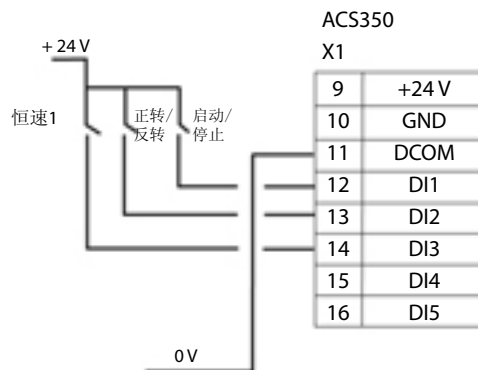 ACS350
X1
+ 24 V
恒速1
正转/
反转
启动/
停止
9 +24 V
10 GND
11 DCOM
12 DI1
13 DI2
14 DI3
15 DI4
16 DI5
0 V